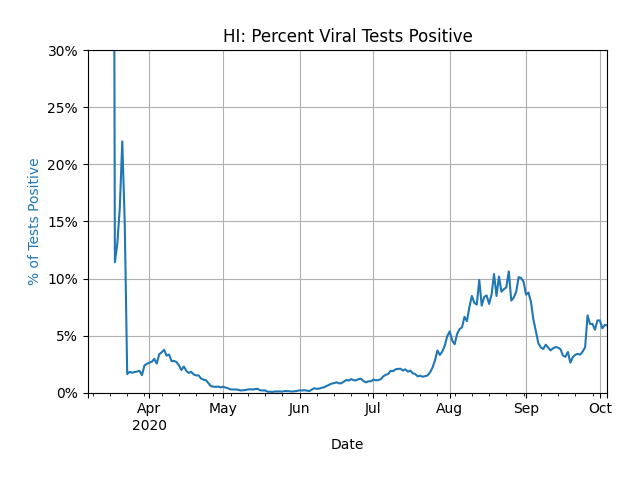 HI: Percent Viral Tests Positive
30%
25%
20%
15%
10%
5%
0%
% of Tests Positive
Apr May Jun Jul Aug Sep Oct
2020
Date